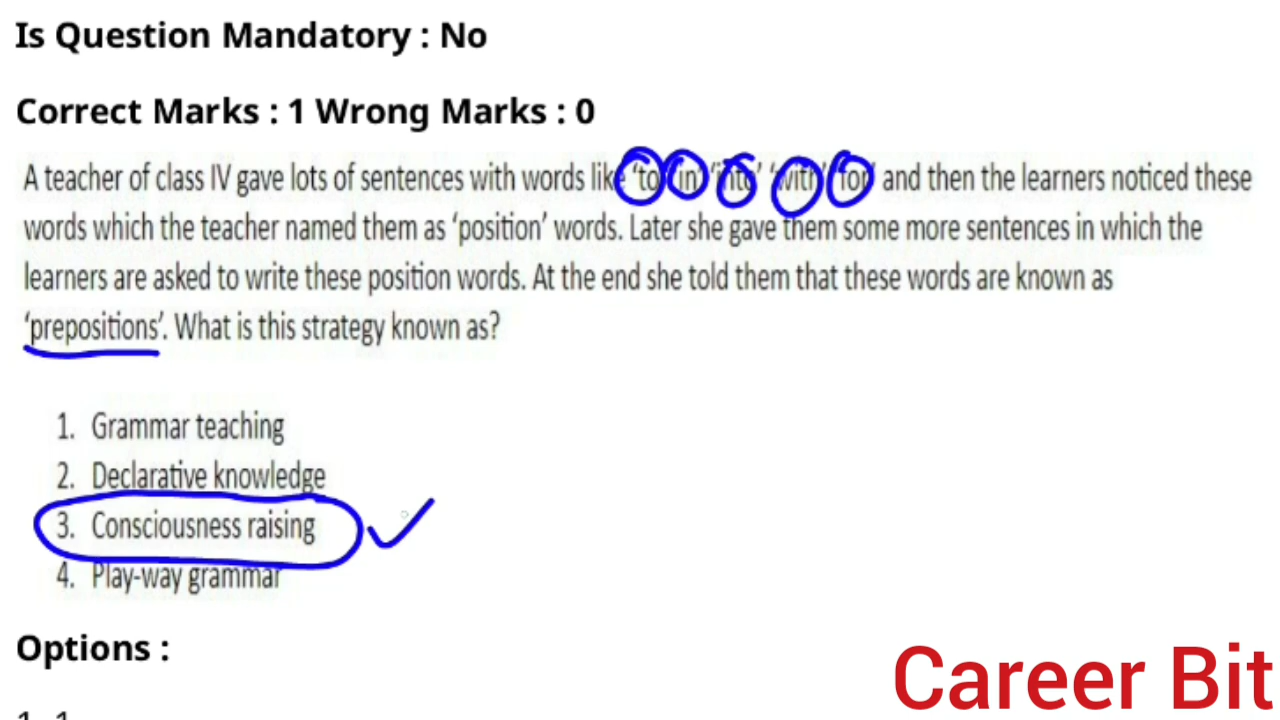 Is Question Mandatory : No
Correct Marks : 1 Wrong Marks : 0
A teacher of class IV gave lots of sentences with words like 'to' 'in' 'into' 'with' 'for' and then the learners noticed these
words which the teacher named them as 'position' words. Later she gave them some more sentences in which the
learners are asked to write these position words. At the end she told them that these words are known as
'prepositions'. What is this strategy known as?
1. Grammar teaching
2. Declarative knowledge
3. Consciousness raising
4. Play-way grammar
Options :
Career Bit
1. 1